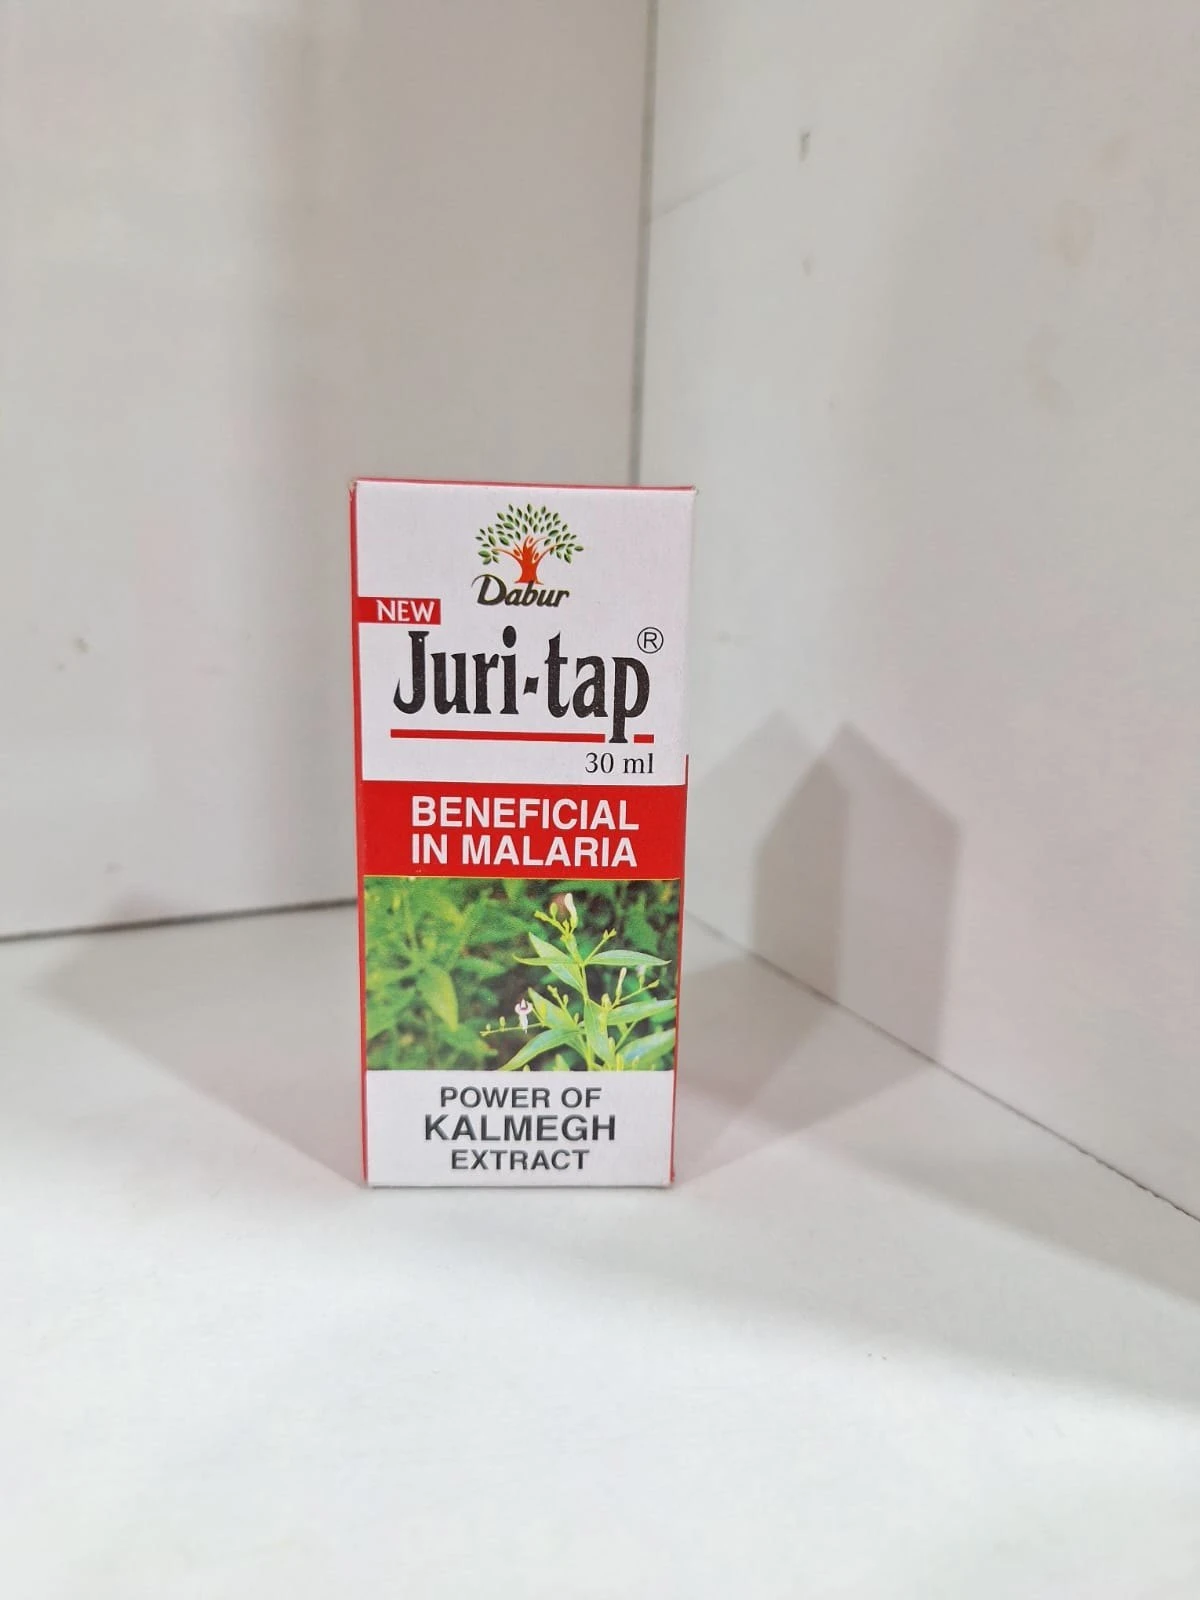 Dabur
NEW
Juri-tap®
30 ml
BENEFICIAL
IN MALARIA
POWER OF
KALMEGH
EXTRACT